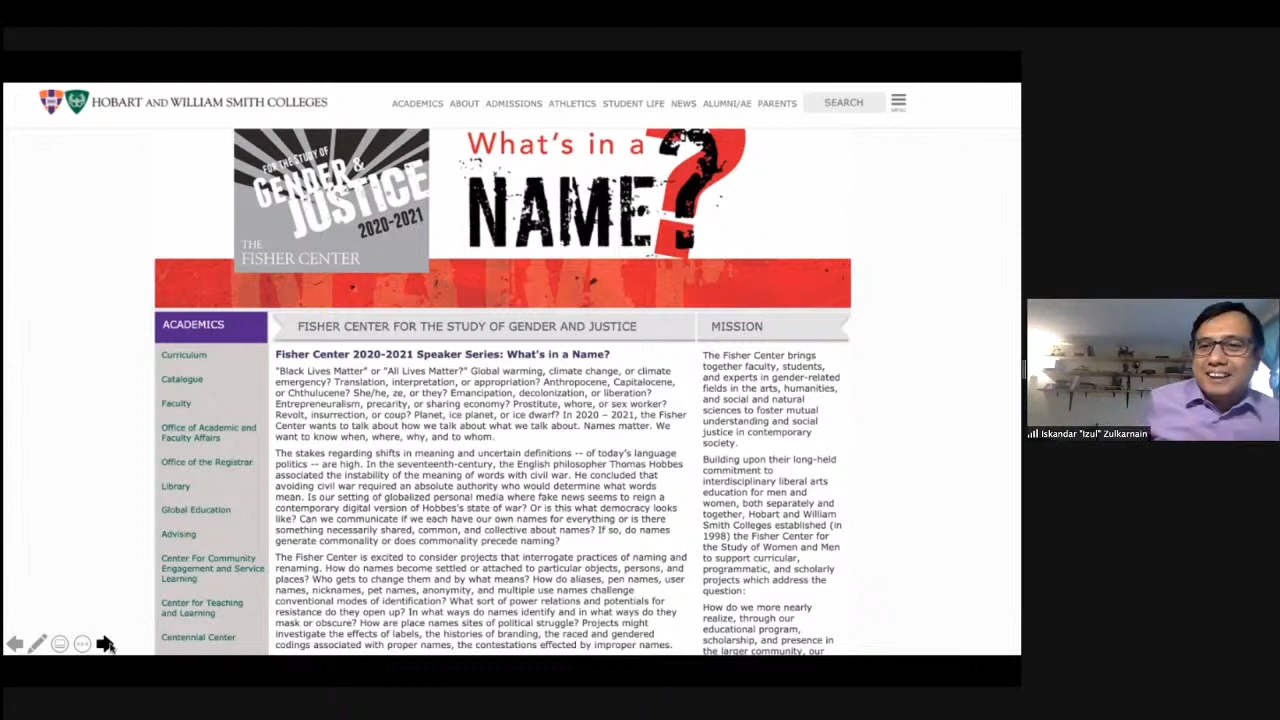 HOBART AND WILLIAM SMITH COLLEGES
ACADEMICS ABOUT ADMISSIONS ATHLETICS STUDENT LIFE NEWS ALUMNI/AE PARENTS SEARCH
MENU
FOR THE STUDY OF
GENDER &
JUSTICE
2020-2021
THE
FISHER CENTER
What's in a
NAME?
ACADEMICS
Curriculum
Catalogue
Faculty
Office of Academic and
Faculty Affairs
Office of the Registrar
Library
Global Education
Advising
Center For Community
Engagement and Service
Learning
Center for Teaching
and Learning
Centennial Center
FISHER CENTER FOR THE STUDY OF GENDER AND JUSTICE
Fisher Center 2020-2021 Speaker Series: What's in a Name?
"Black Lives Matter" or "All Lives Matter?" Global warming, climate change, or climate
emergency? Translation, interpretation, or appropriation? Anthropocene, Capitalocene,
or Chthulucene? She/he, ze, or they? Emancipation, decolonization, or liberation?
Entrepreneuralism, precarity, or sharing economy? Prostitute, whore, or sex worker?
Revolt, insurrection, or coup? Planet, ice planet, or ice dwarf? In 2020 – 2021, the Fisher
Center wants to talk about how we talk about what we talk about. Names matter. We
want to know when, where, why, and to whom.
The stakes regarding shifts in meaning and uncertain definitions -- of today's language
politics -- are high. In the seventeenth-century, the English philosopher Thomas Hobbes
associated the instability of the meaning of words with civil war. He concluded that
avoiding civil war required an absolute authority who would determine what words
mean. Is our setting of globalized personal media where fake news seems to reign a
contemporary digital version of Hobbes's state of war? Or is this what democracy looks
like? Can we communicate if we each have our own names for everything or is there
something necessarily shared, common, and collective about names? If so, do names
generate commonality or does commonality precede naming?
The Fisher Center is excited to consider projects that interrogate practices of naming and
renaming. How do names become settled or attached to particular objects, persons, and
places? Who gets to change them and by what means? How do aliases, pen names, user
names, nicknames, pet names, anonymity, and multiple use names challenge
conventional modes of identification? What sort of power relations and potentials for
resistance do they open up? In what ways do names identify and in what ways do they
mask or obscure? How are place names sites of political struggle? Projects might
investigate the effects of labels, the histories of branding, the raced and gendered
codings associated with proper names, the contestations effected by improper names.
MISSION
The Fisher Center brings
together faculty, students,
and experts in gender-related
fields in the arts, humanities,
and social and natural
sciences to foster mutual
understanding and social
justice in contemporary
society.
Building upon their long-held
commitment to
interdisciplinary liberal arts
education for men and
women, both separately and
together, Hobart and William
Smith Colleges established (in
1998) the Fisher Center for
the Study of Women and Men
to support curricular,
programmatic, and scholarly
projects which address the
question:
How do we more nearly
realize, through our
educational program,
scholarship, and presence in
the larger community, our
Iskandar "Izul" Zulkarnain